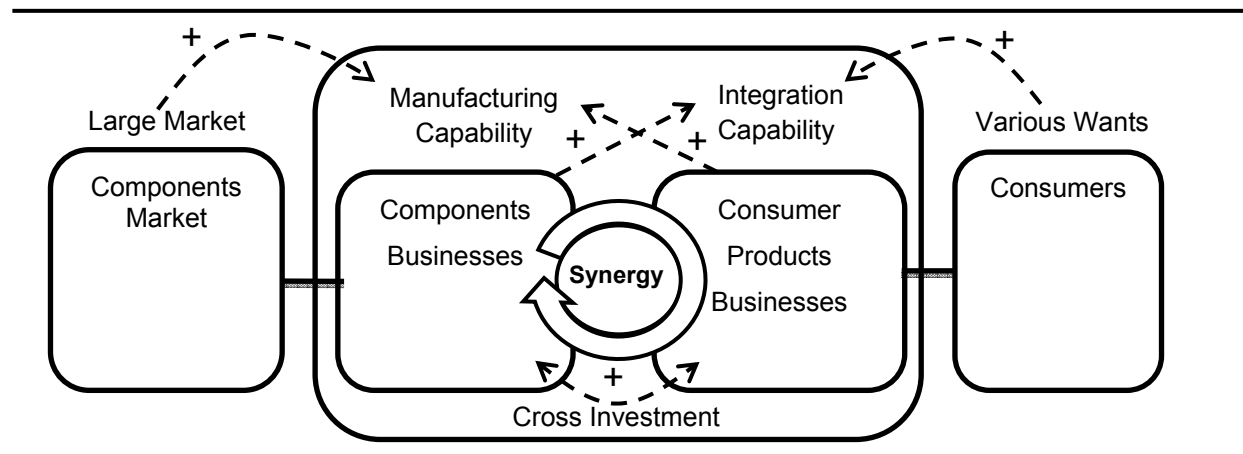 +
+
Manufacturing
Capability
Integration
Capability
Large Market
Various Wants
+
+
Components
Market
Components
Businesses
Consumer
Products
Businesses
Consumers
Synergy
+
Cross Investment